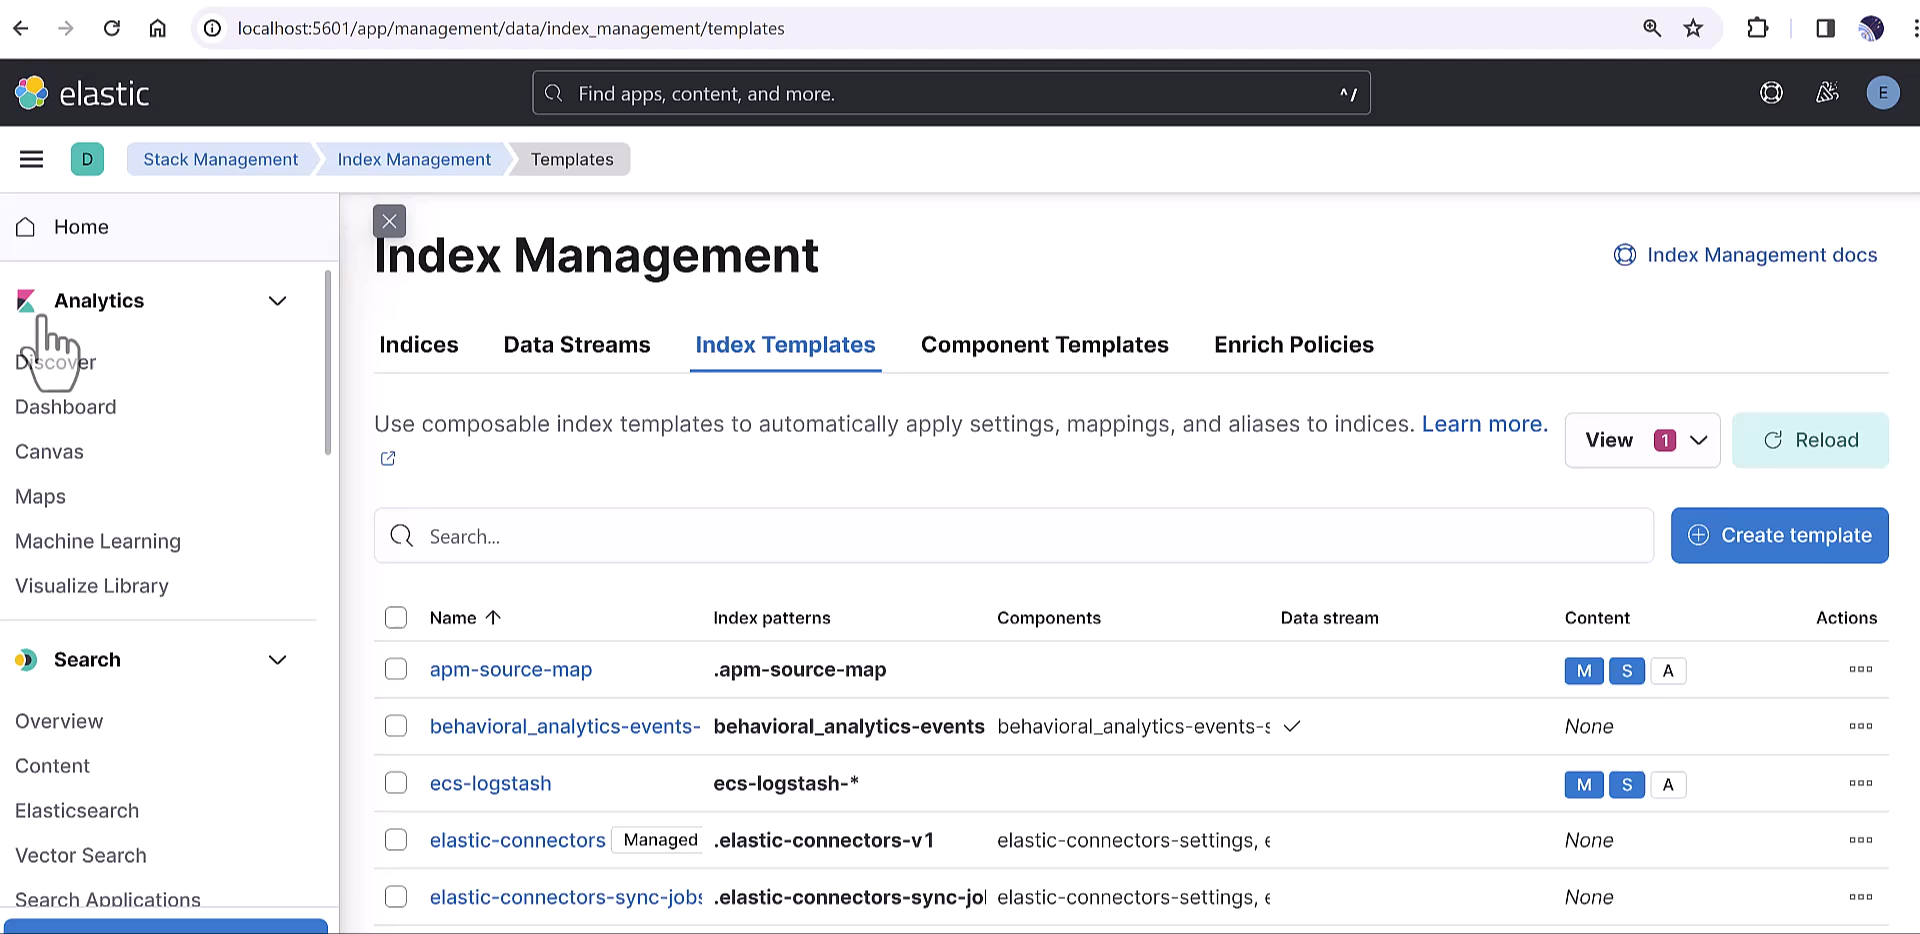 localhost:5601/app/management/data/index_management/templates
elastic
Find apps, content, and more.
^/
E
D
Stack Management
Index Management
Templates
Home
Analytics
Discover
Dashboard
Canvas
Maps
Machine Learning
Visualize Library
Search
Overview
Content
Elasticsearch
Vector Search
Search Applications
Index Management
Index Management docs
Indices
Data Streams
Index Templates
Component Templates
Enrich Policies
Use composable index templates to automatically apply settings, mappings, and aliases to indices. Learn more.
View 1
Reload
Search...
Create template
Name Index patterns Components Data stream Content Actions
apm-source-map .apm-source-map M S A
behavioral_analytics-events- behavioral_analytics-events behavioral_analytics-events-s None
ecs-logstash ecs-logstash-* M S A
elastic-connectors Managed .elastic-connectors-v1 elastic-connectors-settings, e None
elastic-connectors-sync-jobs .elastic-connectors-sync-jo elastic-connectors-settings, e None